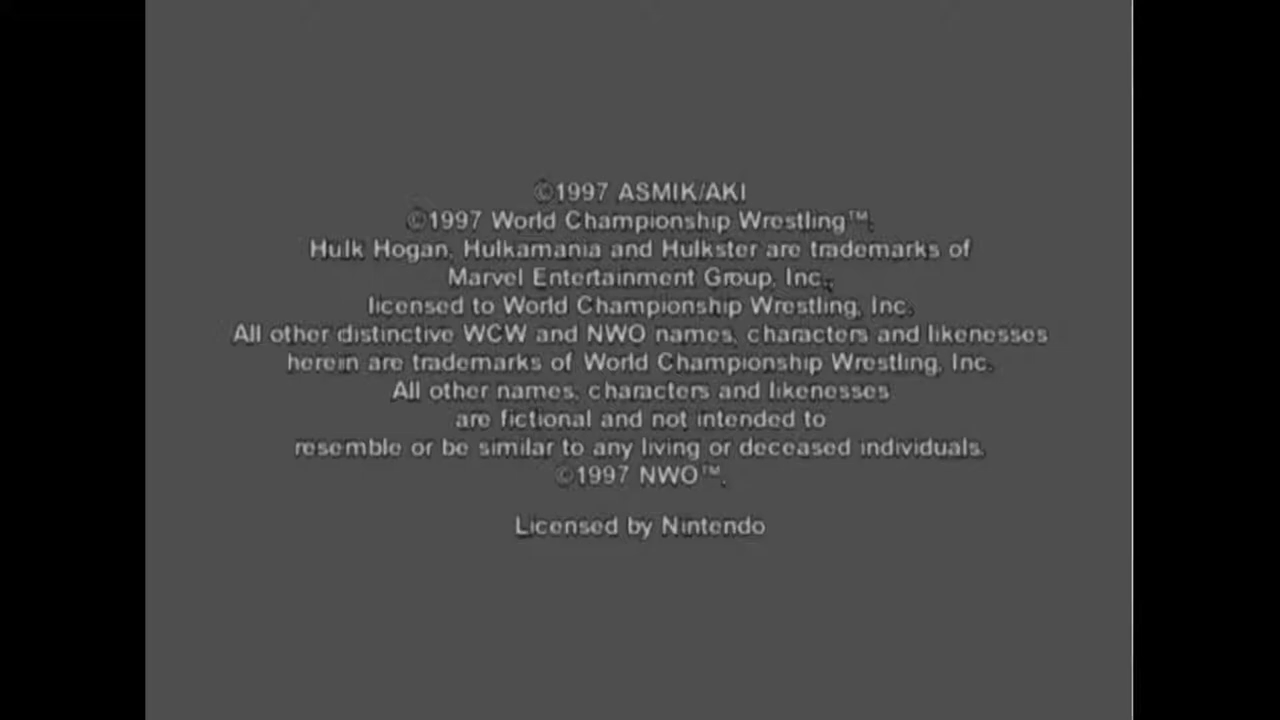 ©1997 ASMIK/AKI
©1997 World Championship Wrestling™.
Hulk Hogan, Hulkamania and Hulkster are trademarks of
Marvel Entertainment Group, Inc.,
licensed to World Championship Wrestling, Inc.
All other distinctive WCW and NWO names, characters and likenesses
herein are trademarks of World Championship Wrestling, Inc.
All other names, characters and likenesses
are fictional and not intended to
resemble or be similar to any living or deceased individuals.
©1997 NWO™.
Licensed by Nintendo